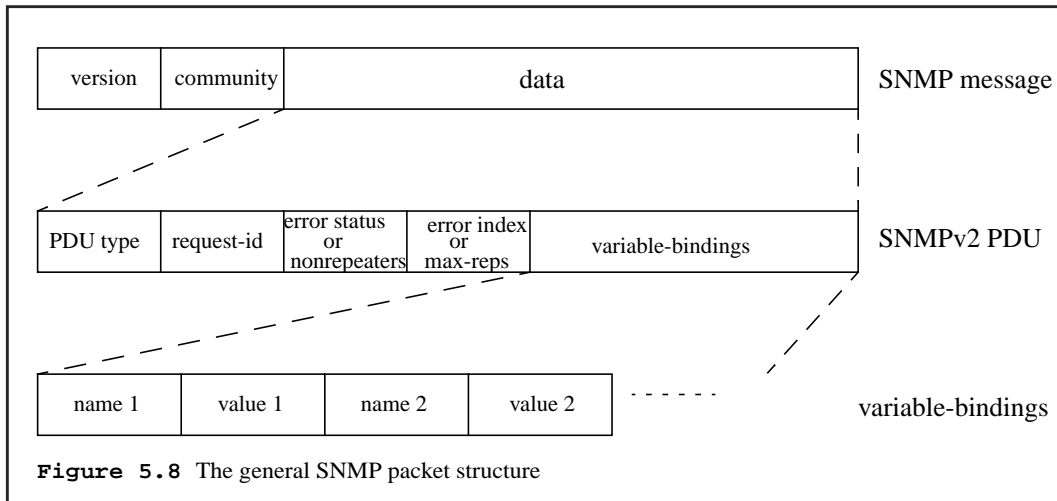 version community data SNMP message
PDU type request-id error status or nonrepeaters error index or max-reps variable-bindings SNMPv2 PDU
name 1 value 1 name 2 value 2 variable-bindings
Figure 5.8 The general SNMP packet structure